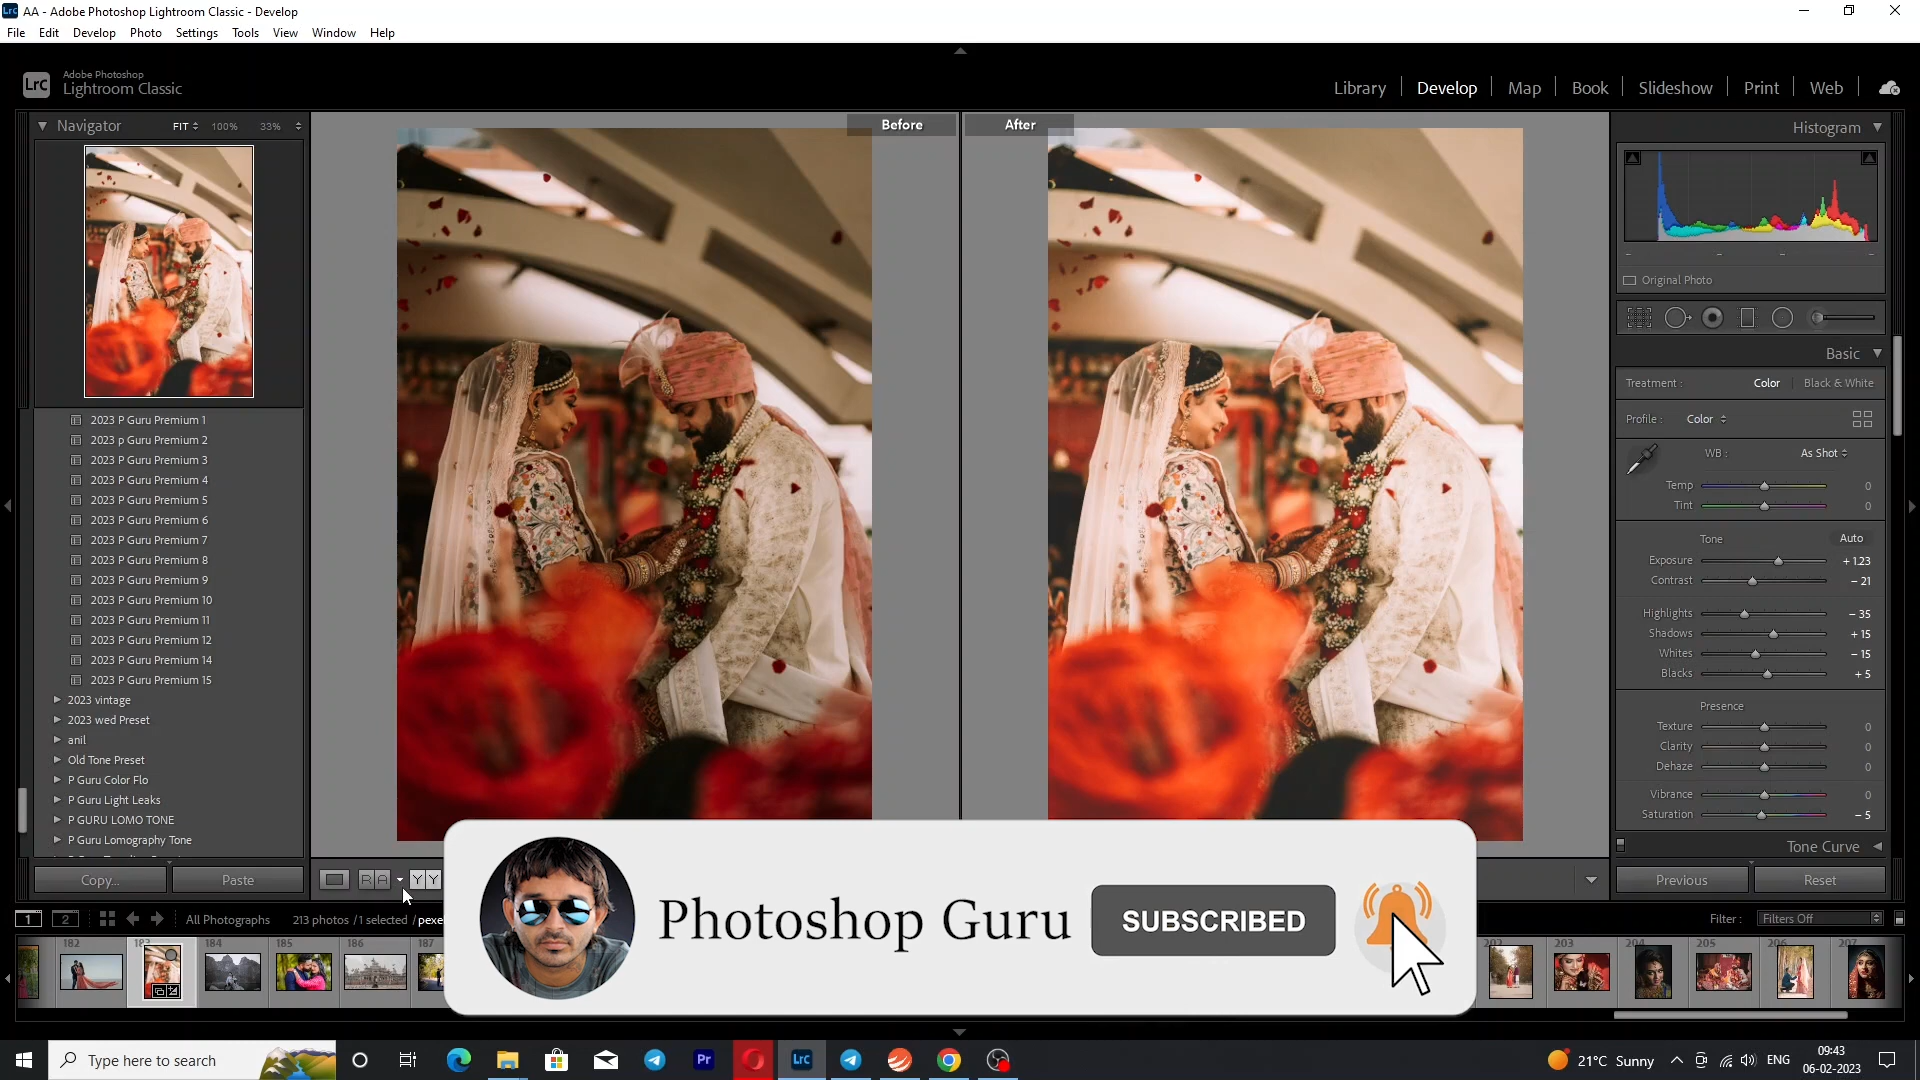 AA - Adobe Photoshop Lightroom Classic - Develop
File Edit Develop Photo Settings Tools View Window Help
LrC
Adobe Photoshop
Lightroom Classic
Library Develop Map Book Slideshow Print Web
Navigator FIT 100% 33%
Before After
Histogram
Original Photo
Basic
Treatment : Color Black & White
Profile : Color
WB : As Shot
Temp 0
Tint 0
Tone Auto
Exposure + 1.23
Contrast – 21
Highlights – 35
Shadows + 15
Whites – 15
Blacks + 5
Presence
Texture 0
Clarity 0
Dehaze 0
Vibrance 0
Saturation – 5
Tone Curve
Previous Reset
2023 P Guru Premium 1
2023 p Guru Premium 2
2023 P Guru Premium 3
2023 P Guru Premium 4
2023 P Guru Premium 5
2023 P Guru Premium 6
2023 P Guru Premium 7
2023 P Guru Premium 8
2023 P Guru Premium 9
2023 P Guru Premium 10
2023 P Guru Premium 11
2023 P Guru Premium 12
2023 P Guru Premium 14
2023 P Guru Premium 15
2023 vintage
2023 wed Preset
anil
Old Tone Preset
P Guru Color Flo
P Guru Light Leaks
P GURU LOMO TONE
P Guru Lomography Tone
Copy... Paste
R A Y Y
1 2 All Photographs 213 photos / 1 selected / pexe
Filter : Filters Off
182 183 184 185 186 187
202 203 204 205 206 207
Photoshop Guru SUBSCRIBED
Type here to search
Pr
LrC
21°C Sunny
ENG
09:43
06-02-2023